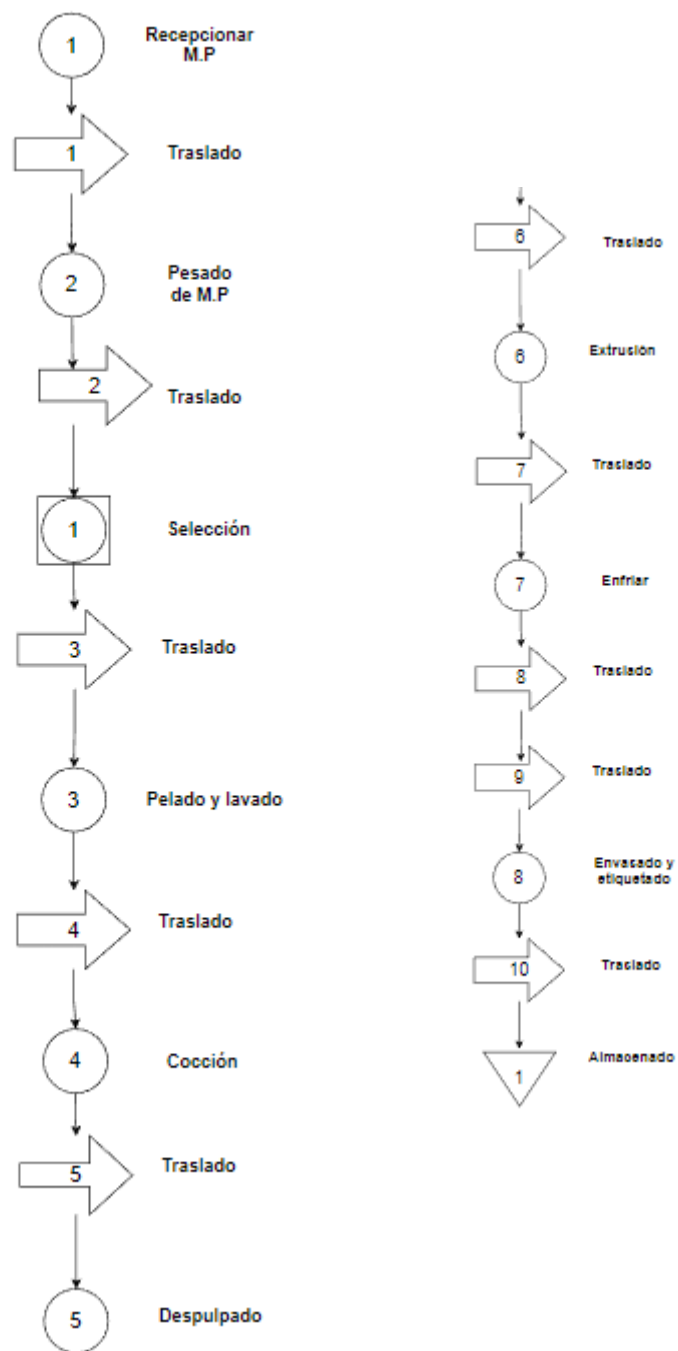 1
Recepcionar
M.P
1
Traslado
2
Pesado
de M.P
2
Traslado
1
Selección
3
Traslado
3
Pelado y lavado
4
Traslado
4
Cocción
5
Traslado
5
Despulpado
6
Traslado
6
Extrusión
7
Traslado
7
Enfriar
8
Traslado
9
Traslado
8
Envasado y
etiquetado
10
Traslado
1
Almacenado